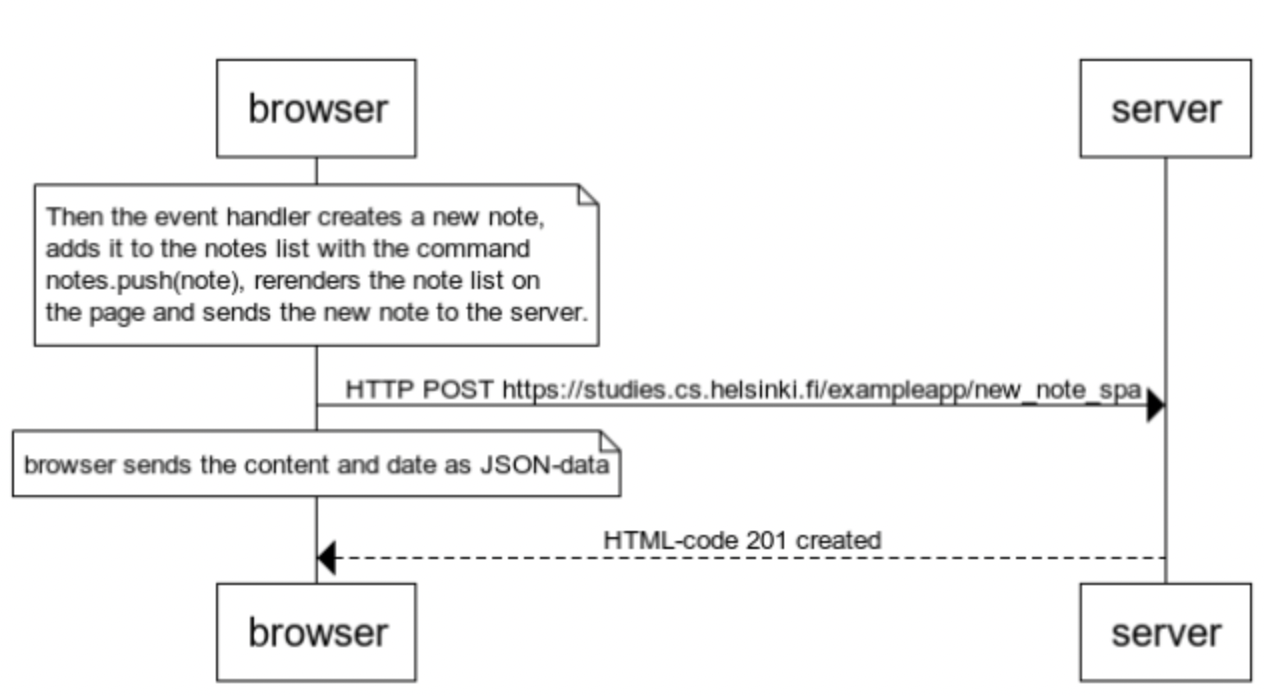 browser
server
Then the event handler creates a new note,
adds it to the notes list with the command
notes.push(note), rerenders the note list on
the page and sends the new note to the server.
HTTP POST https://studies.cs.helsinki.fi/exampleapp/new_note_spa
browser sends the content and date as JSON-data
HTML-code 201 created
browser
server